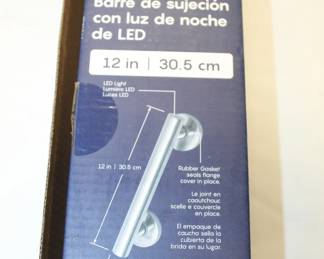 Barre de sujeción
con luz de noche
de LED
12 in | 30.5 cm
LED Light
Lumière LED
Luces LED
12 in | 30.5 cm
Rubber Gasket
seals flange
cover in place.
Le joint en
caoutchouc
scelle e couvercle
en place.
El empaque de
caucho sella la
cubierta de la
brida en su lugar.